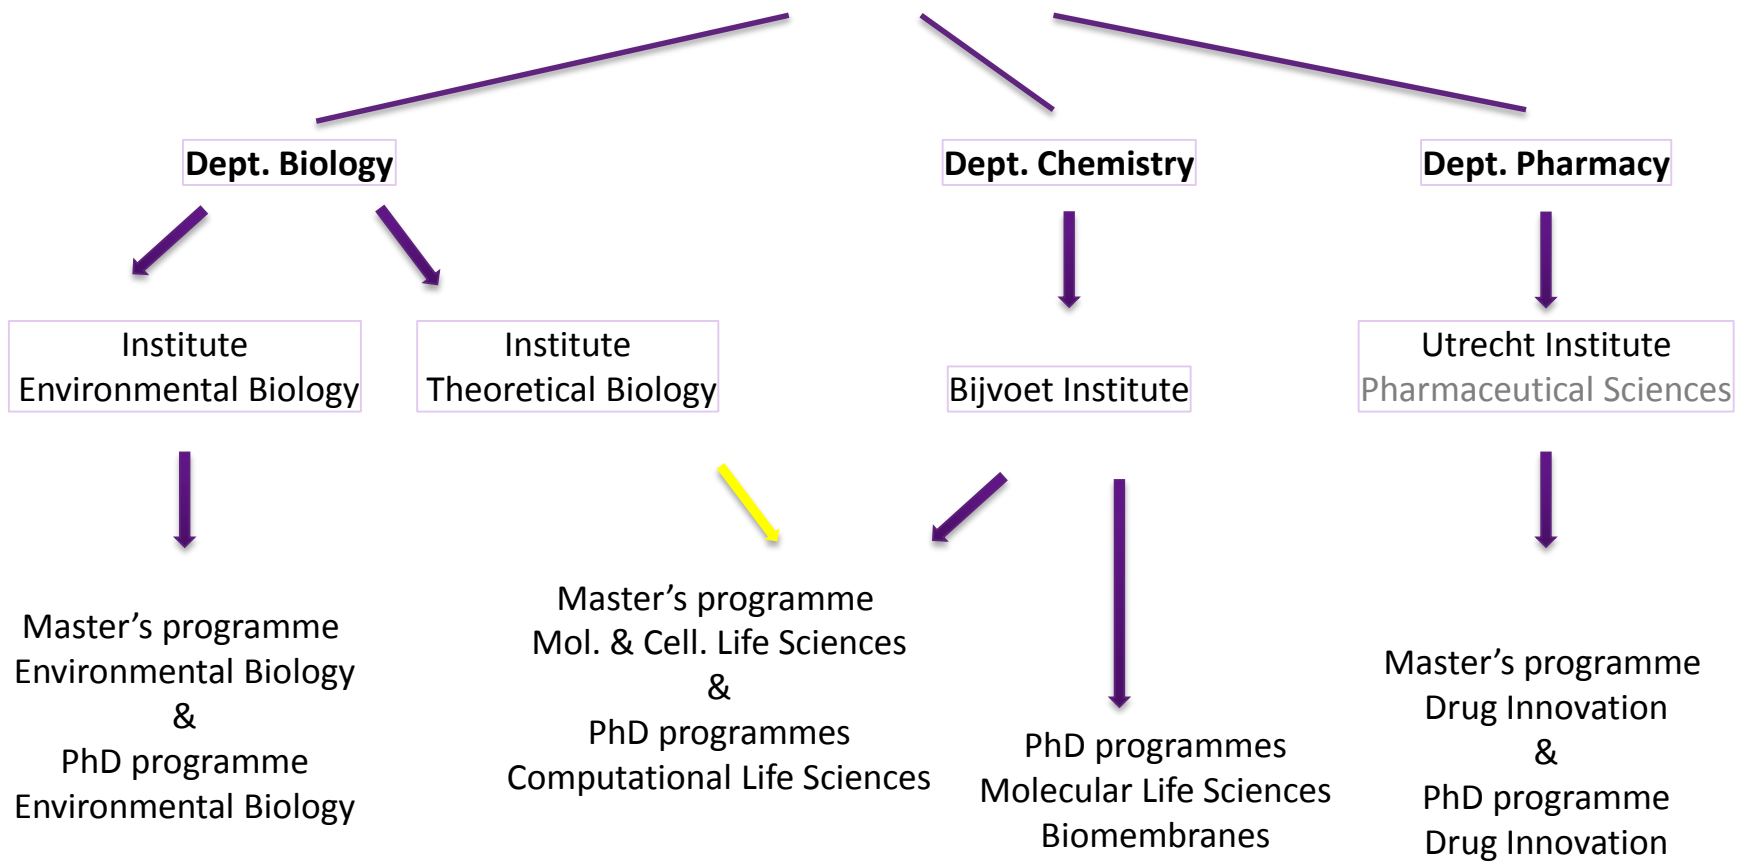 Dept. Biology
Dept. Chemistry
Dept. Pharmacy
Institute
Environmental Biology
Institute
Theoretical Biology
Bijvoet Institute
Utrecht Institute
Pharmaceutical Sciences
Master’s programme
Environmental Biology
&
PhD programme
Environmental Biology
Master’s programme
Mol. & Cell. Life Sciences
&
PhD programmes
Computational Life Sciences
PhD programmes
Molecular Life Sciences
Biomembranes
Master’s programme
Drug Innovation
&
PhD programme
Drug Innovation